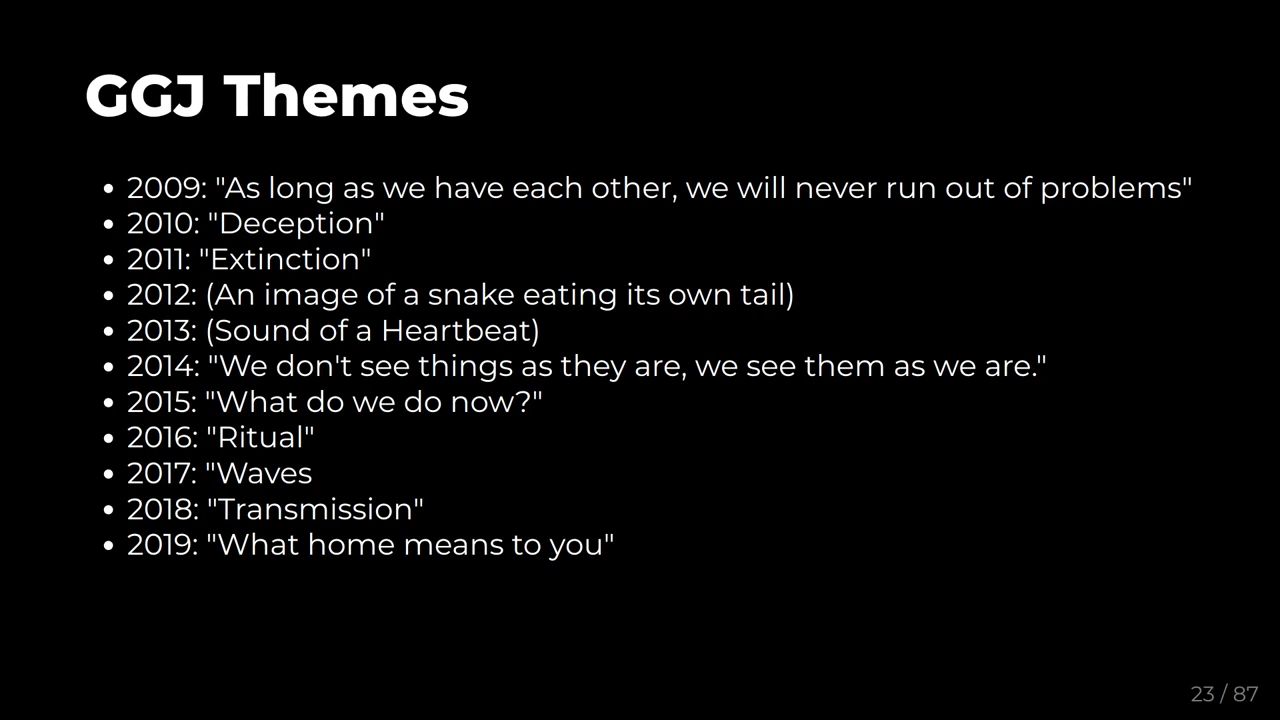 GGJ Themes
• 2009: "As long as we have each other, we will never run out of problems"
• 2010: "Deception"
• 2011: "Extinction"
• 2012: (An image of a snake eating its own tail)
• 2013: (Sound of a Heartbeat)
• 2014: "We don't see things as they are, we see them as we are."
• 2015: "What do we do now?"
• 2016: "Ritual"
• 2017: "Waves
• 2018: "Transmission"
• 2019: "What home means to you"
23 / 87